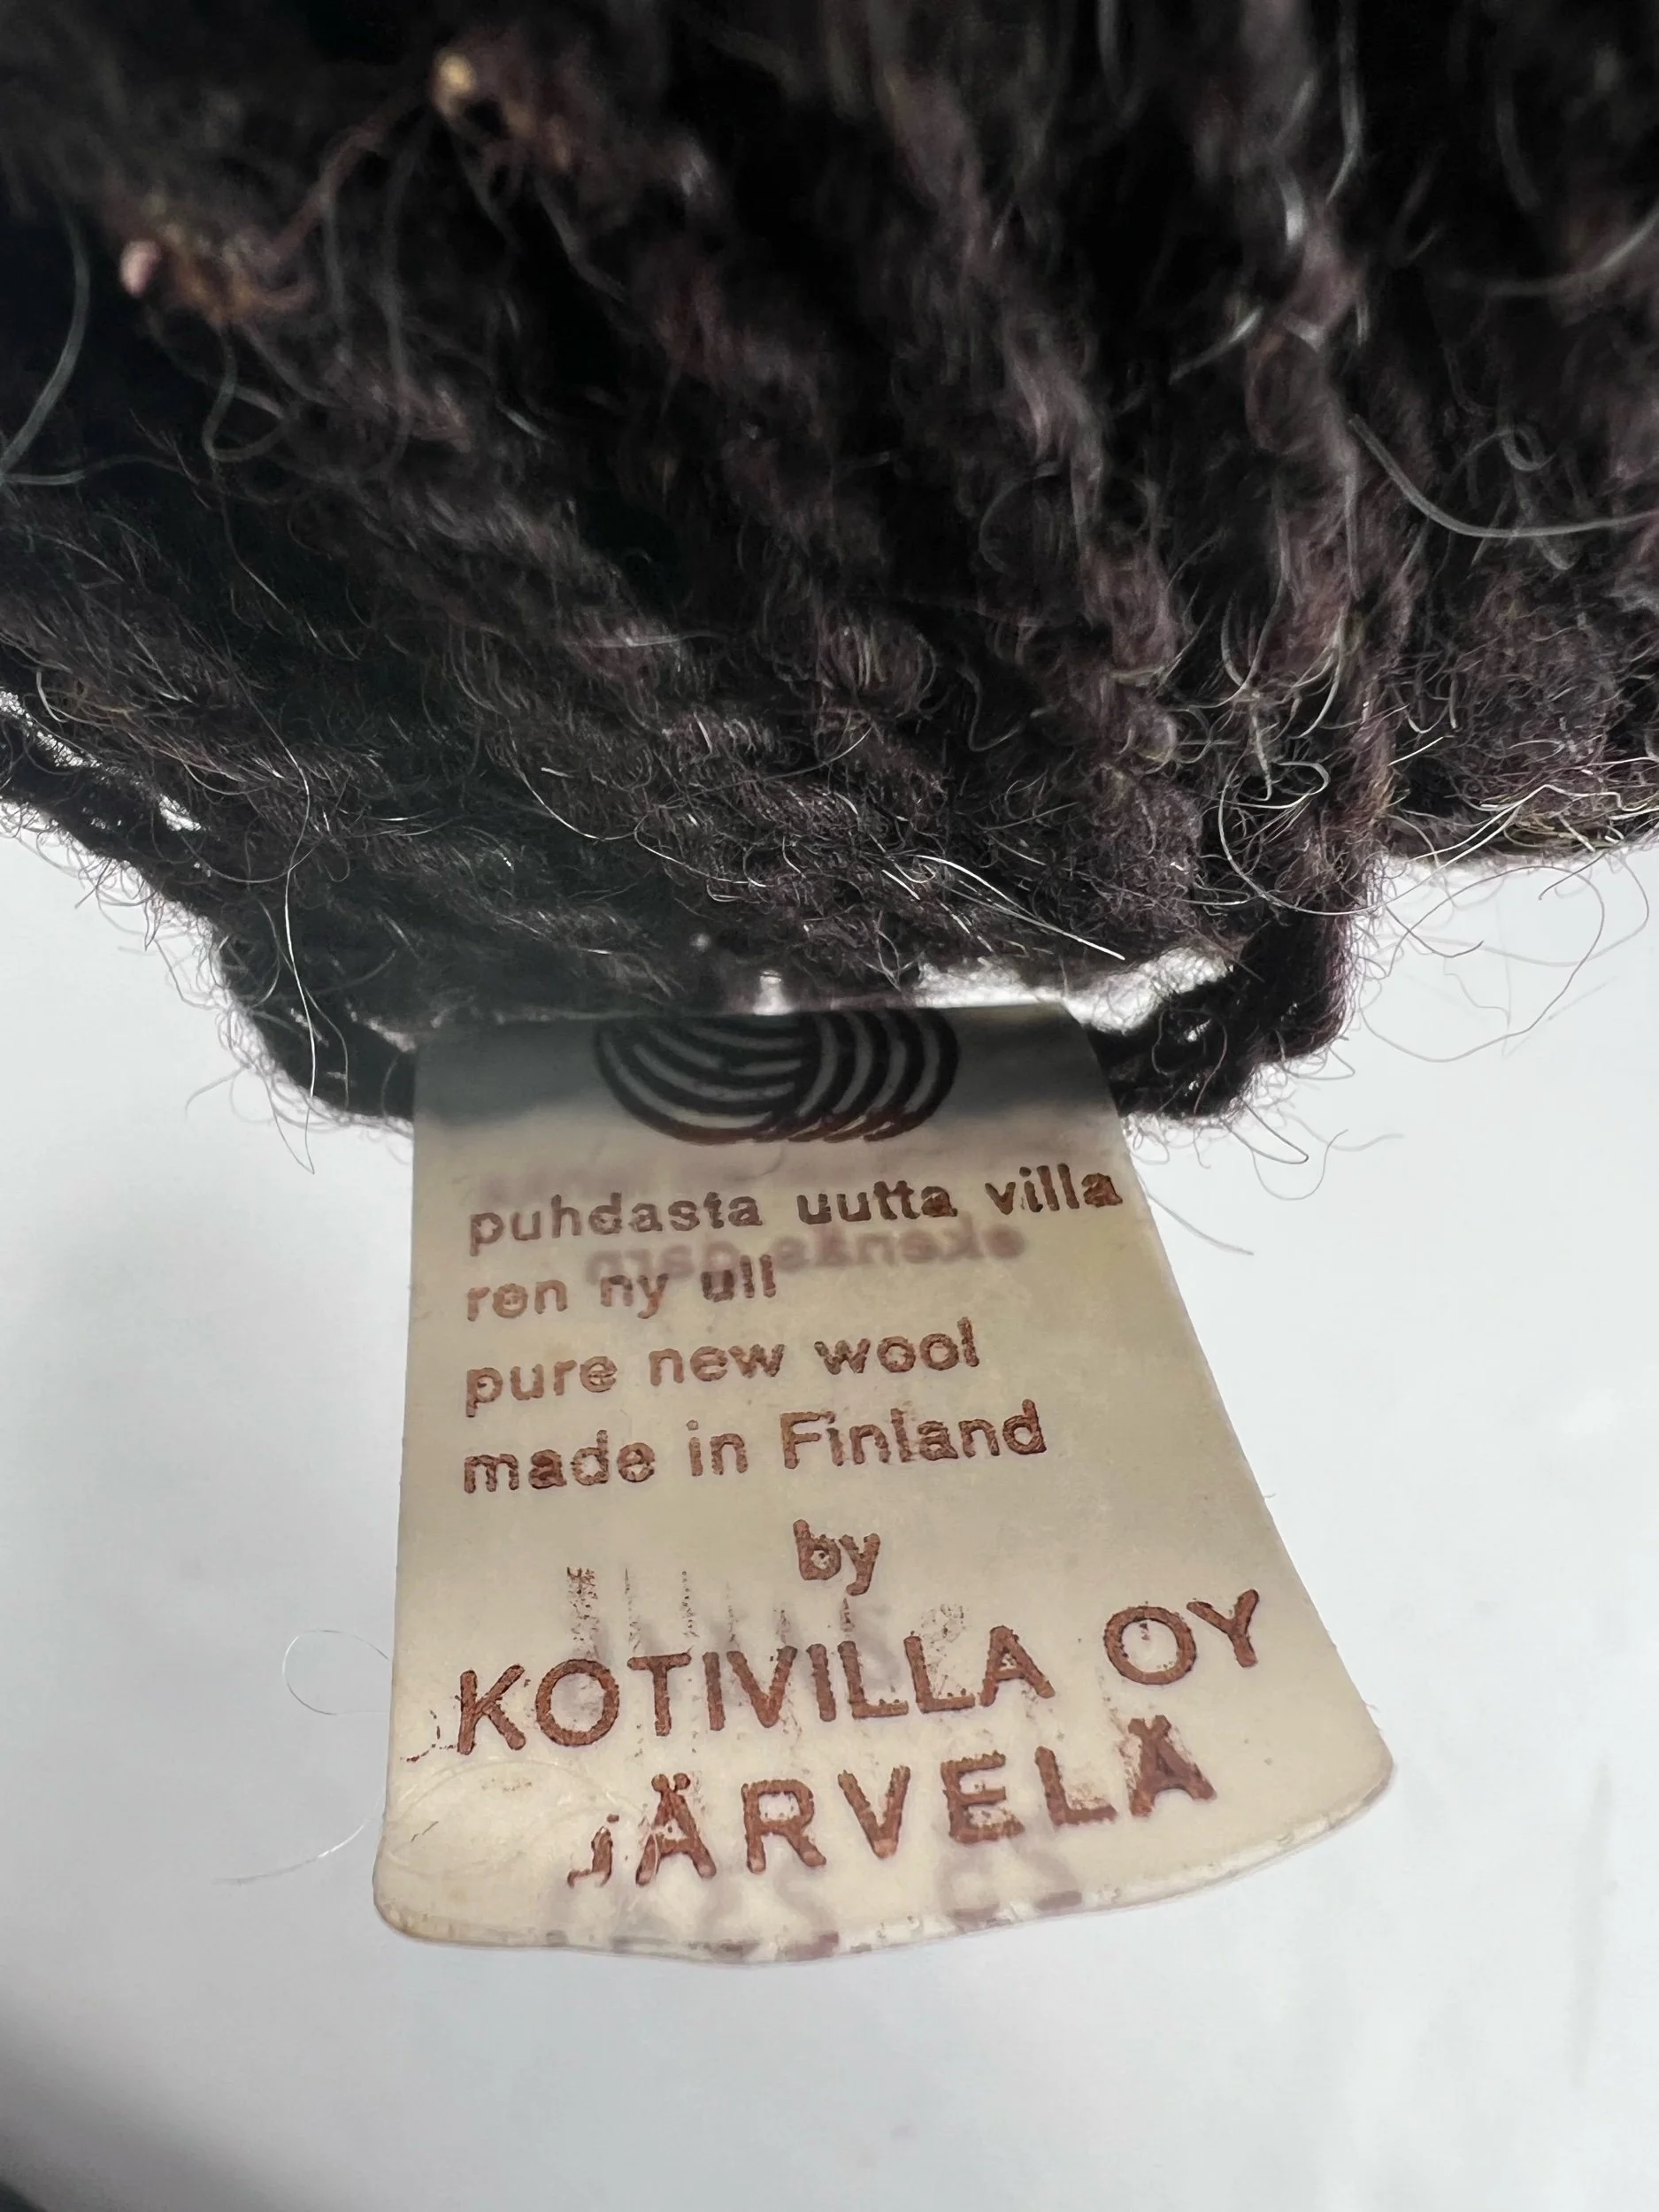 puhdasta uutta villa
ren ny ull
pure new wool
made in Finland
by
KOTIVILLA OY
JÄRVELÄ